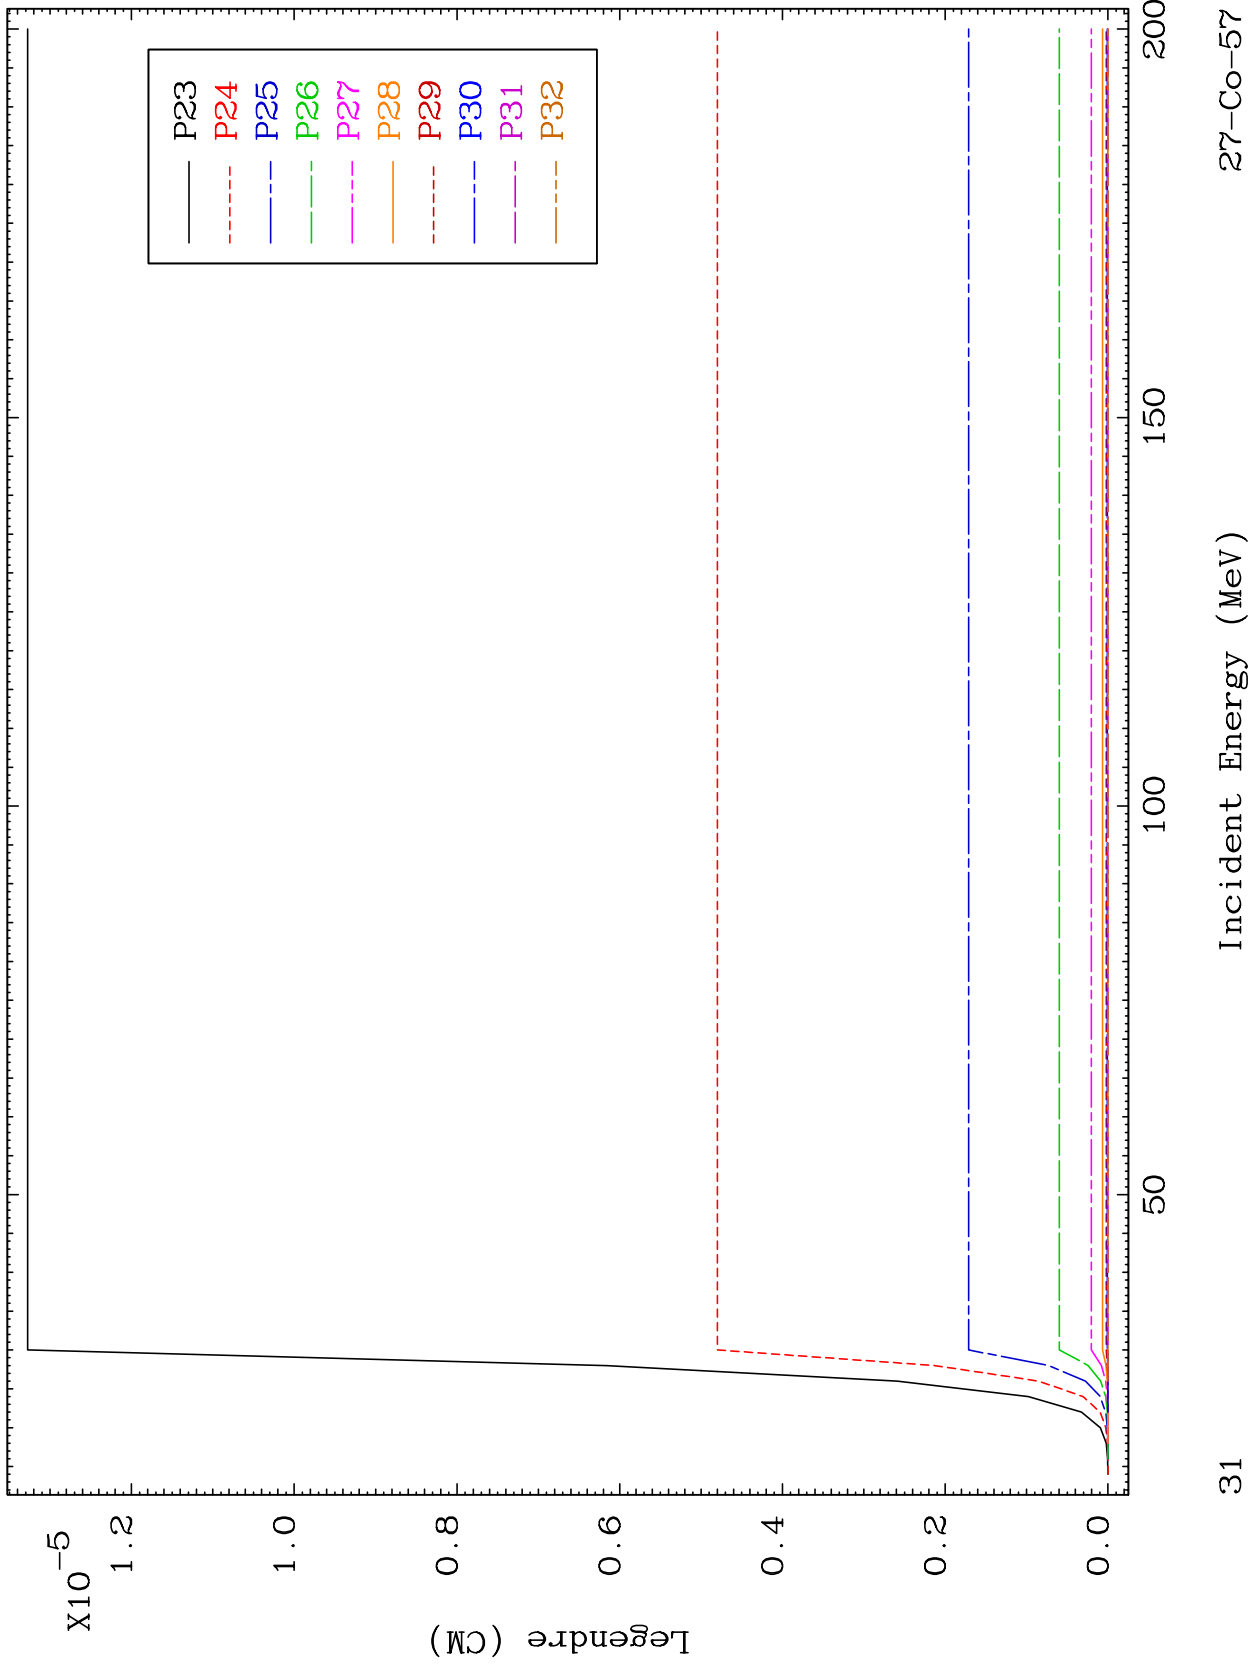 X10-5
1.2
1.0
0.8
0.6
0.4
0.2
0.0
Legendre (CM)
P23
P24
P25
P26
P27
P28
P29
P30
P31
P32
50
100
150
200
Incident Energy (MeV)
31
27-Co-57